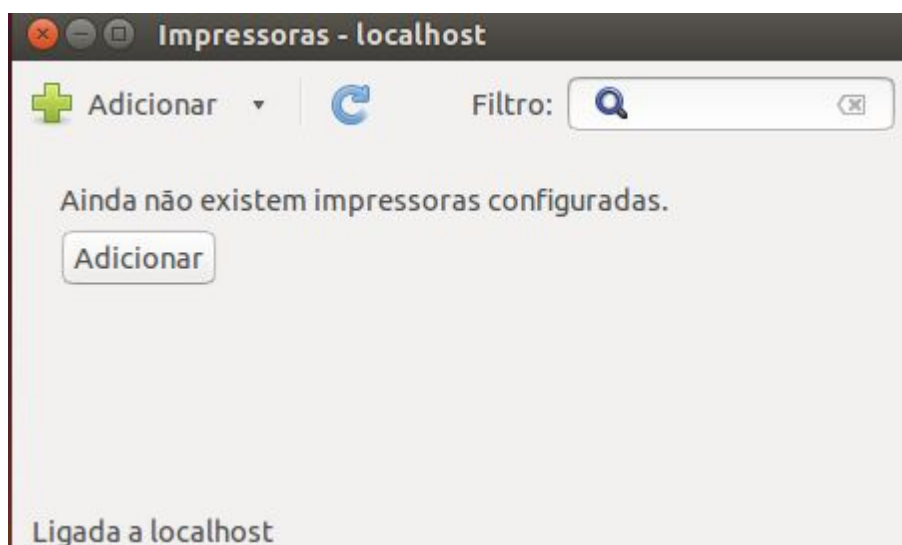 Impressoras - localhost
Adicionar
Filtro:
Ainda não existem impressoras configuradas.
Adicionar
Ligada a localhost